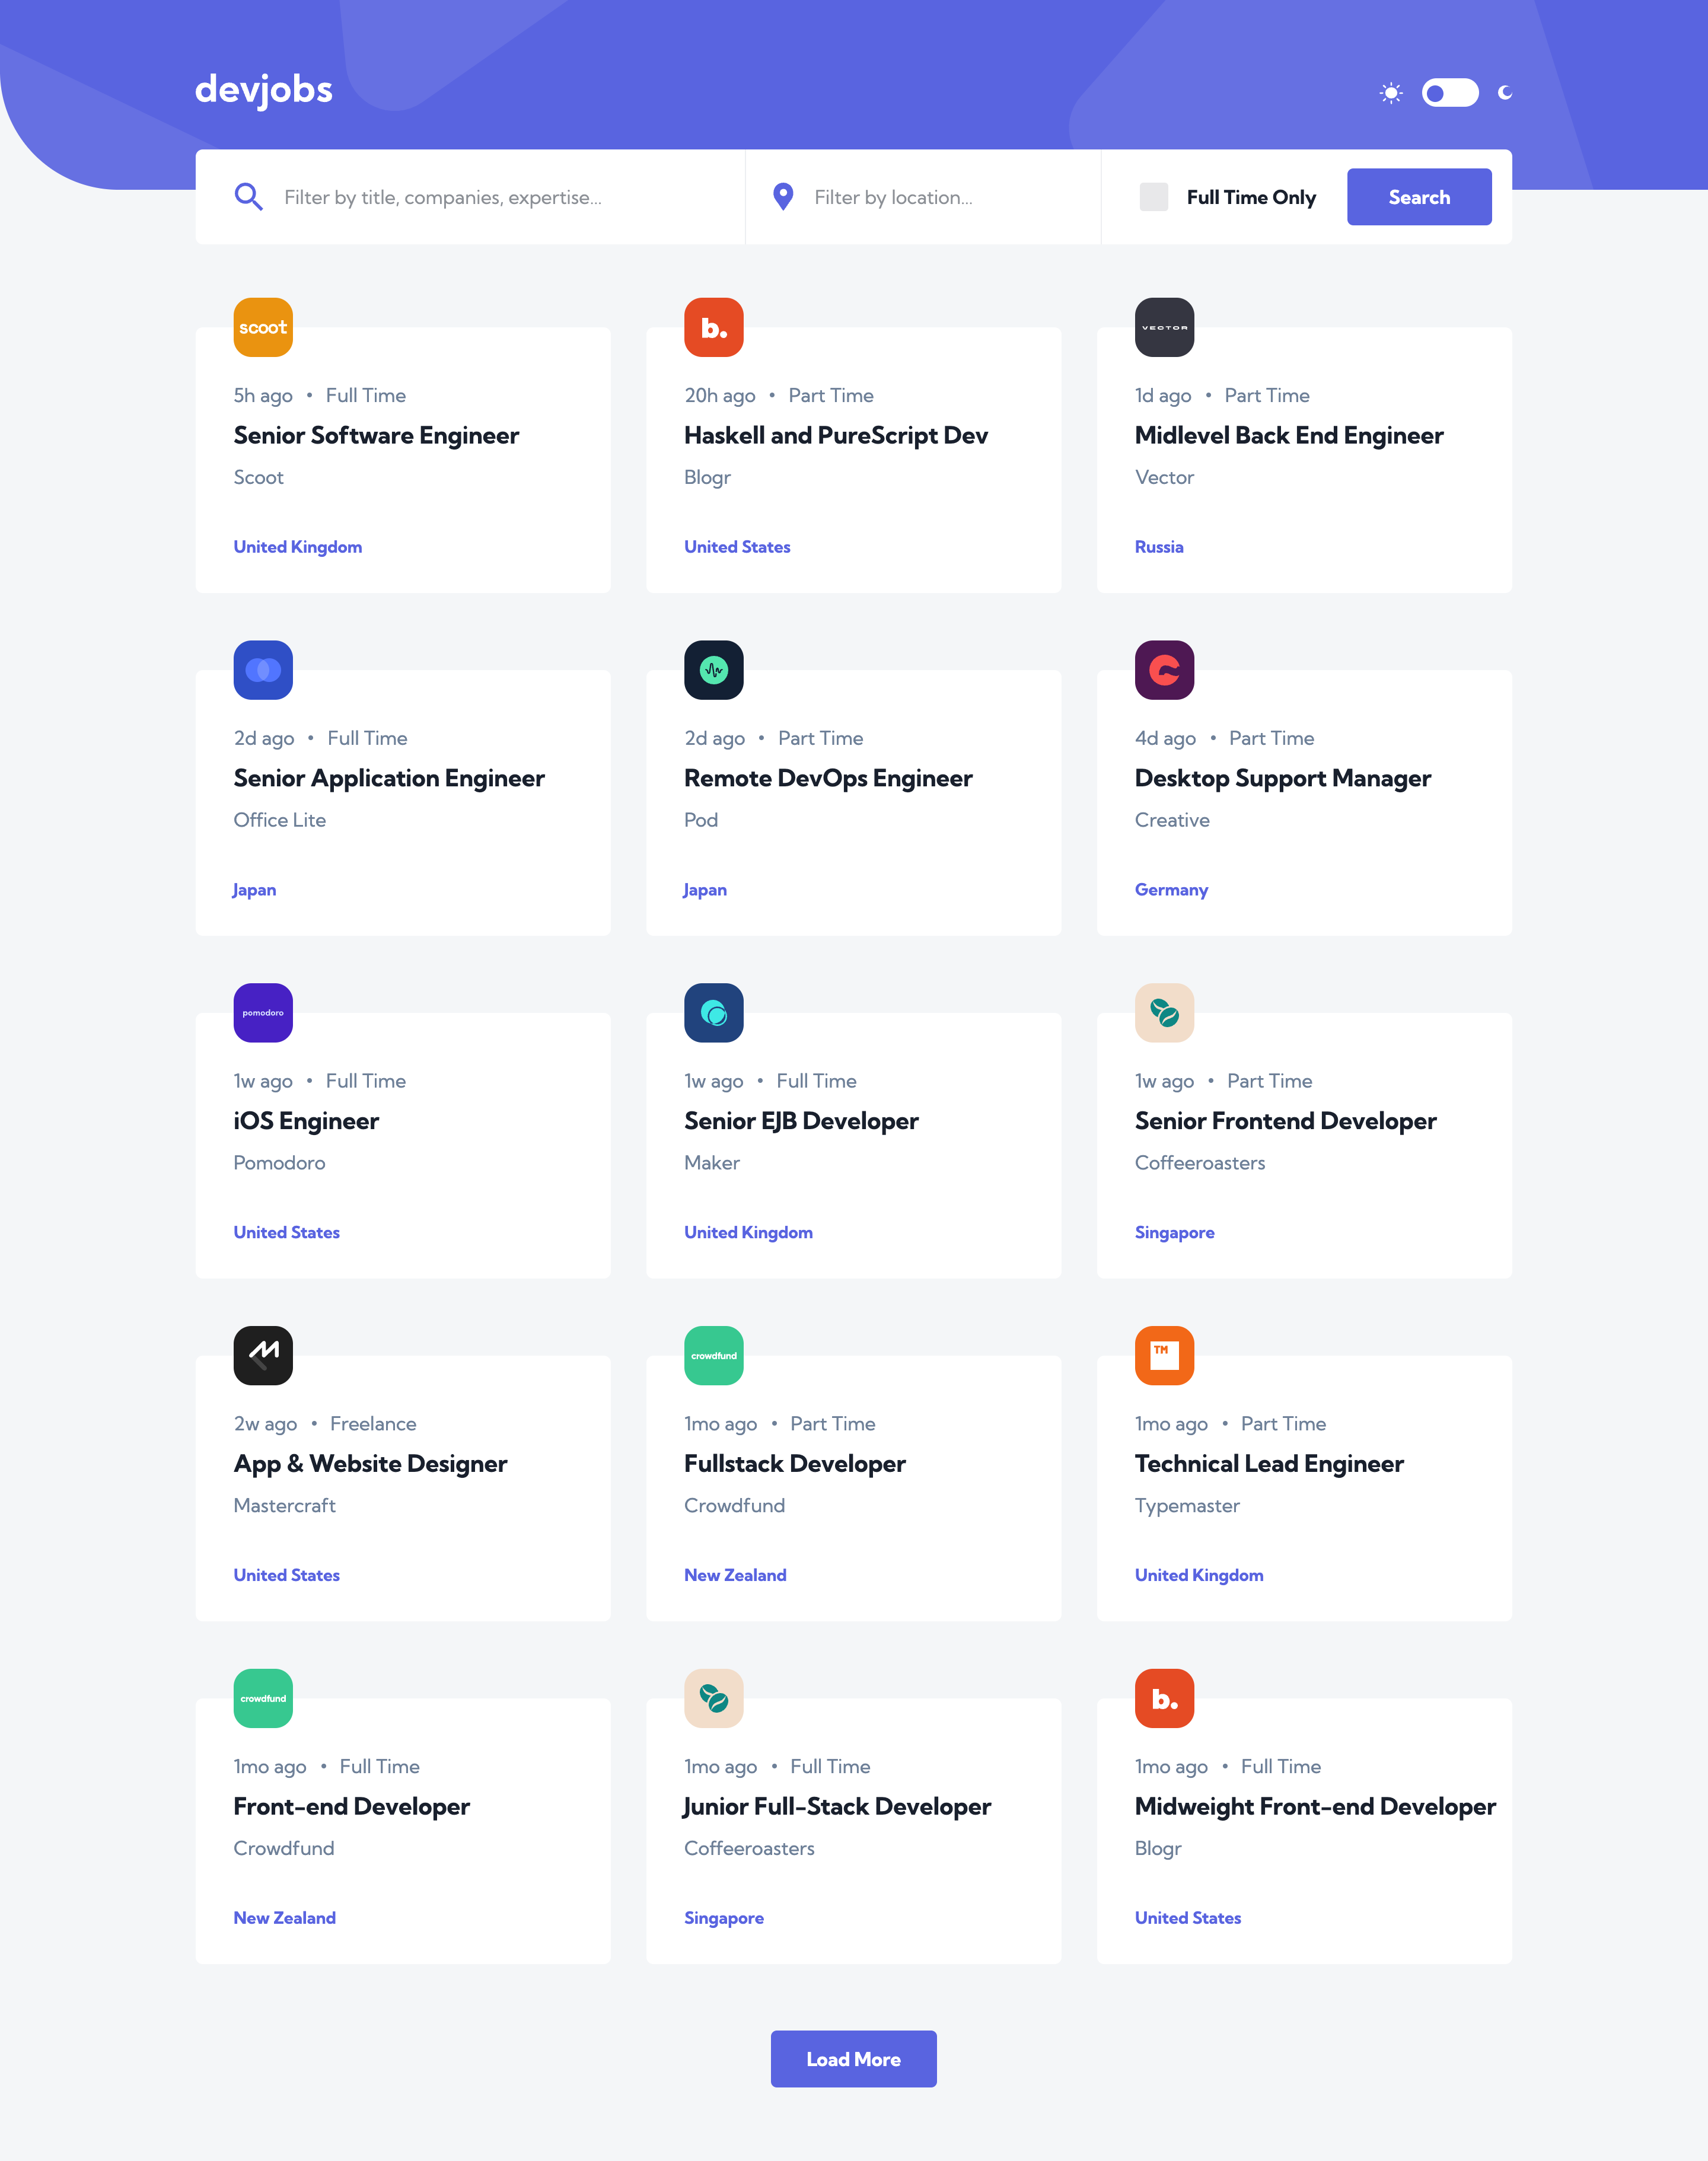 devjobs
Filter by title, companies, expertise...
Filter by location...
Full Time Only
Search
scoot
5h ago • Full Time
Senior Software Engineer
Scoot
United Kingdom
b.
20h ago • Part Time
Haskell and PureScript Dev
Blogr
United States
VECTOR
1d ago • Part Time
Midlevel Back End Engineer
Vector
Russia
2d ago • Full Time
Senior Application Engineer
Office Lite
Japan
2d ago • Part Time
Remote DevOps Engineer
Pod
Japan
4d ago • Part Time
Desktop Support Manager
Creative
Germany
pomodoro
1w ago • Full Time
iOS Engineer
Pomodoro
United States
1w ago • Full Time
Senior EJB Developer
Maker
United Kingdom
1w ago • Part Time
Senior Frontend Developer
Coffeeroasters
Singapore
2w ago • Freelance
App & Website Designer
Mastercraft
United States
crowdfund
1mo ago • Part Time
Fullstack Developer
Crowdfund
New Zealand
TM
1mo ago • Part Time
Technical Lead Engineer
Typemaster
United Kingdom
crowdfund
1mo ago • Full Time
Front-end Developer
Crowdfund
New Zealand
1mo ago • Full Time
Junior Full-Stack Developer
Coffeeroasters
Singapore
b.
1mo ago • Full Time
Midweight Front-end Developer
Blogr
United States
Load More